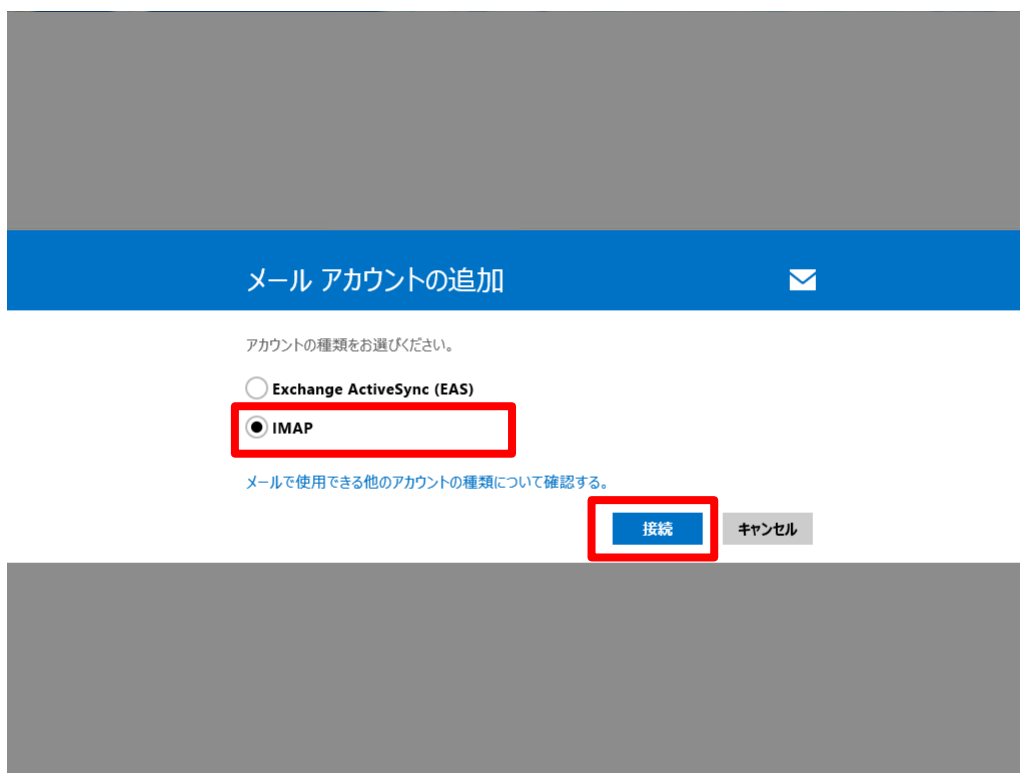 メール アカウントの追加
アカウントの種類をお選びください。
Exchange ActiveSync (EAS)
IMAP
メールで使用できる他のアカウントの種類について確認する。
接続 キャンセル